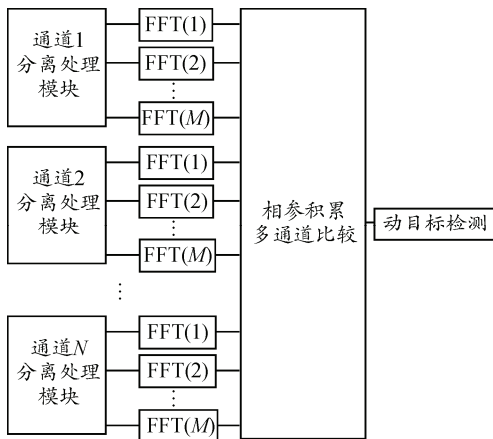 通道1
分离处理
模块
FFT(1)
FFT(2)
⋮
FFT(M)
通道2
分离处理
模块
FFT(1)
FFT(2)
⋮
FFT(M)
⋮
通道N
分离处理
模块
FFT(1)
FFT(2)
⋮
FFT(M)
相参积累
多通道比较
动目标检测